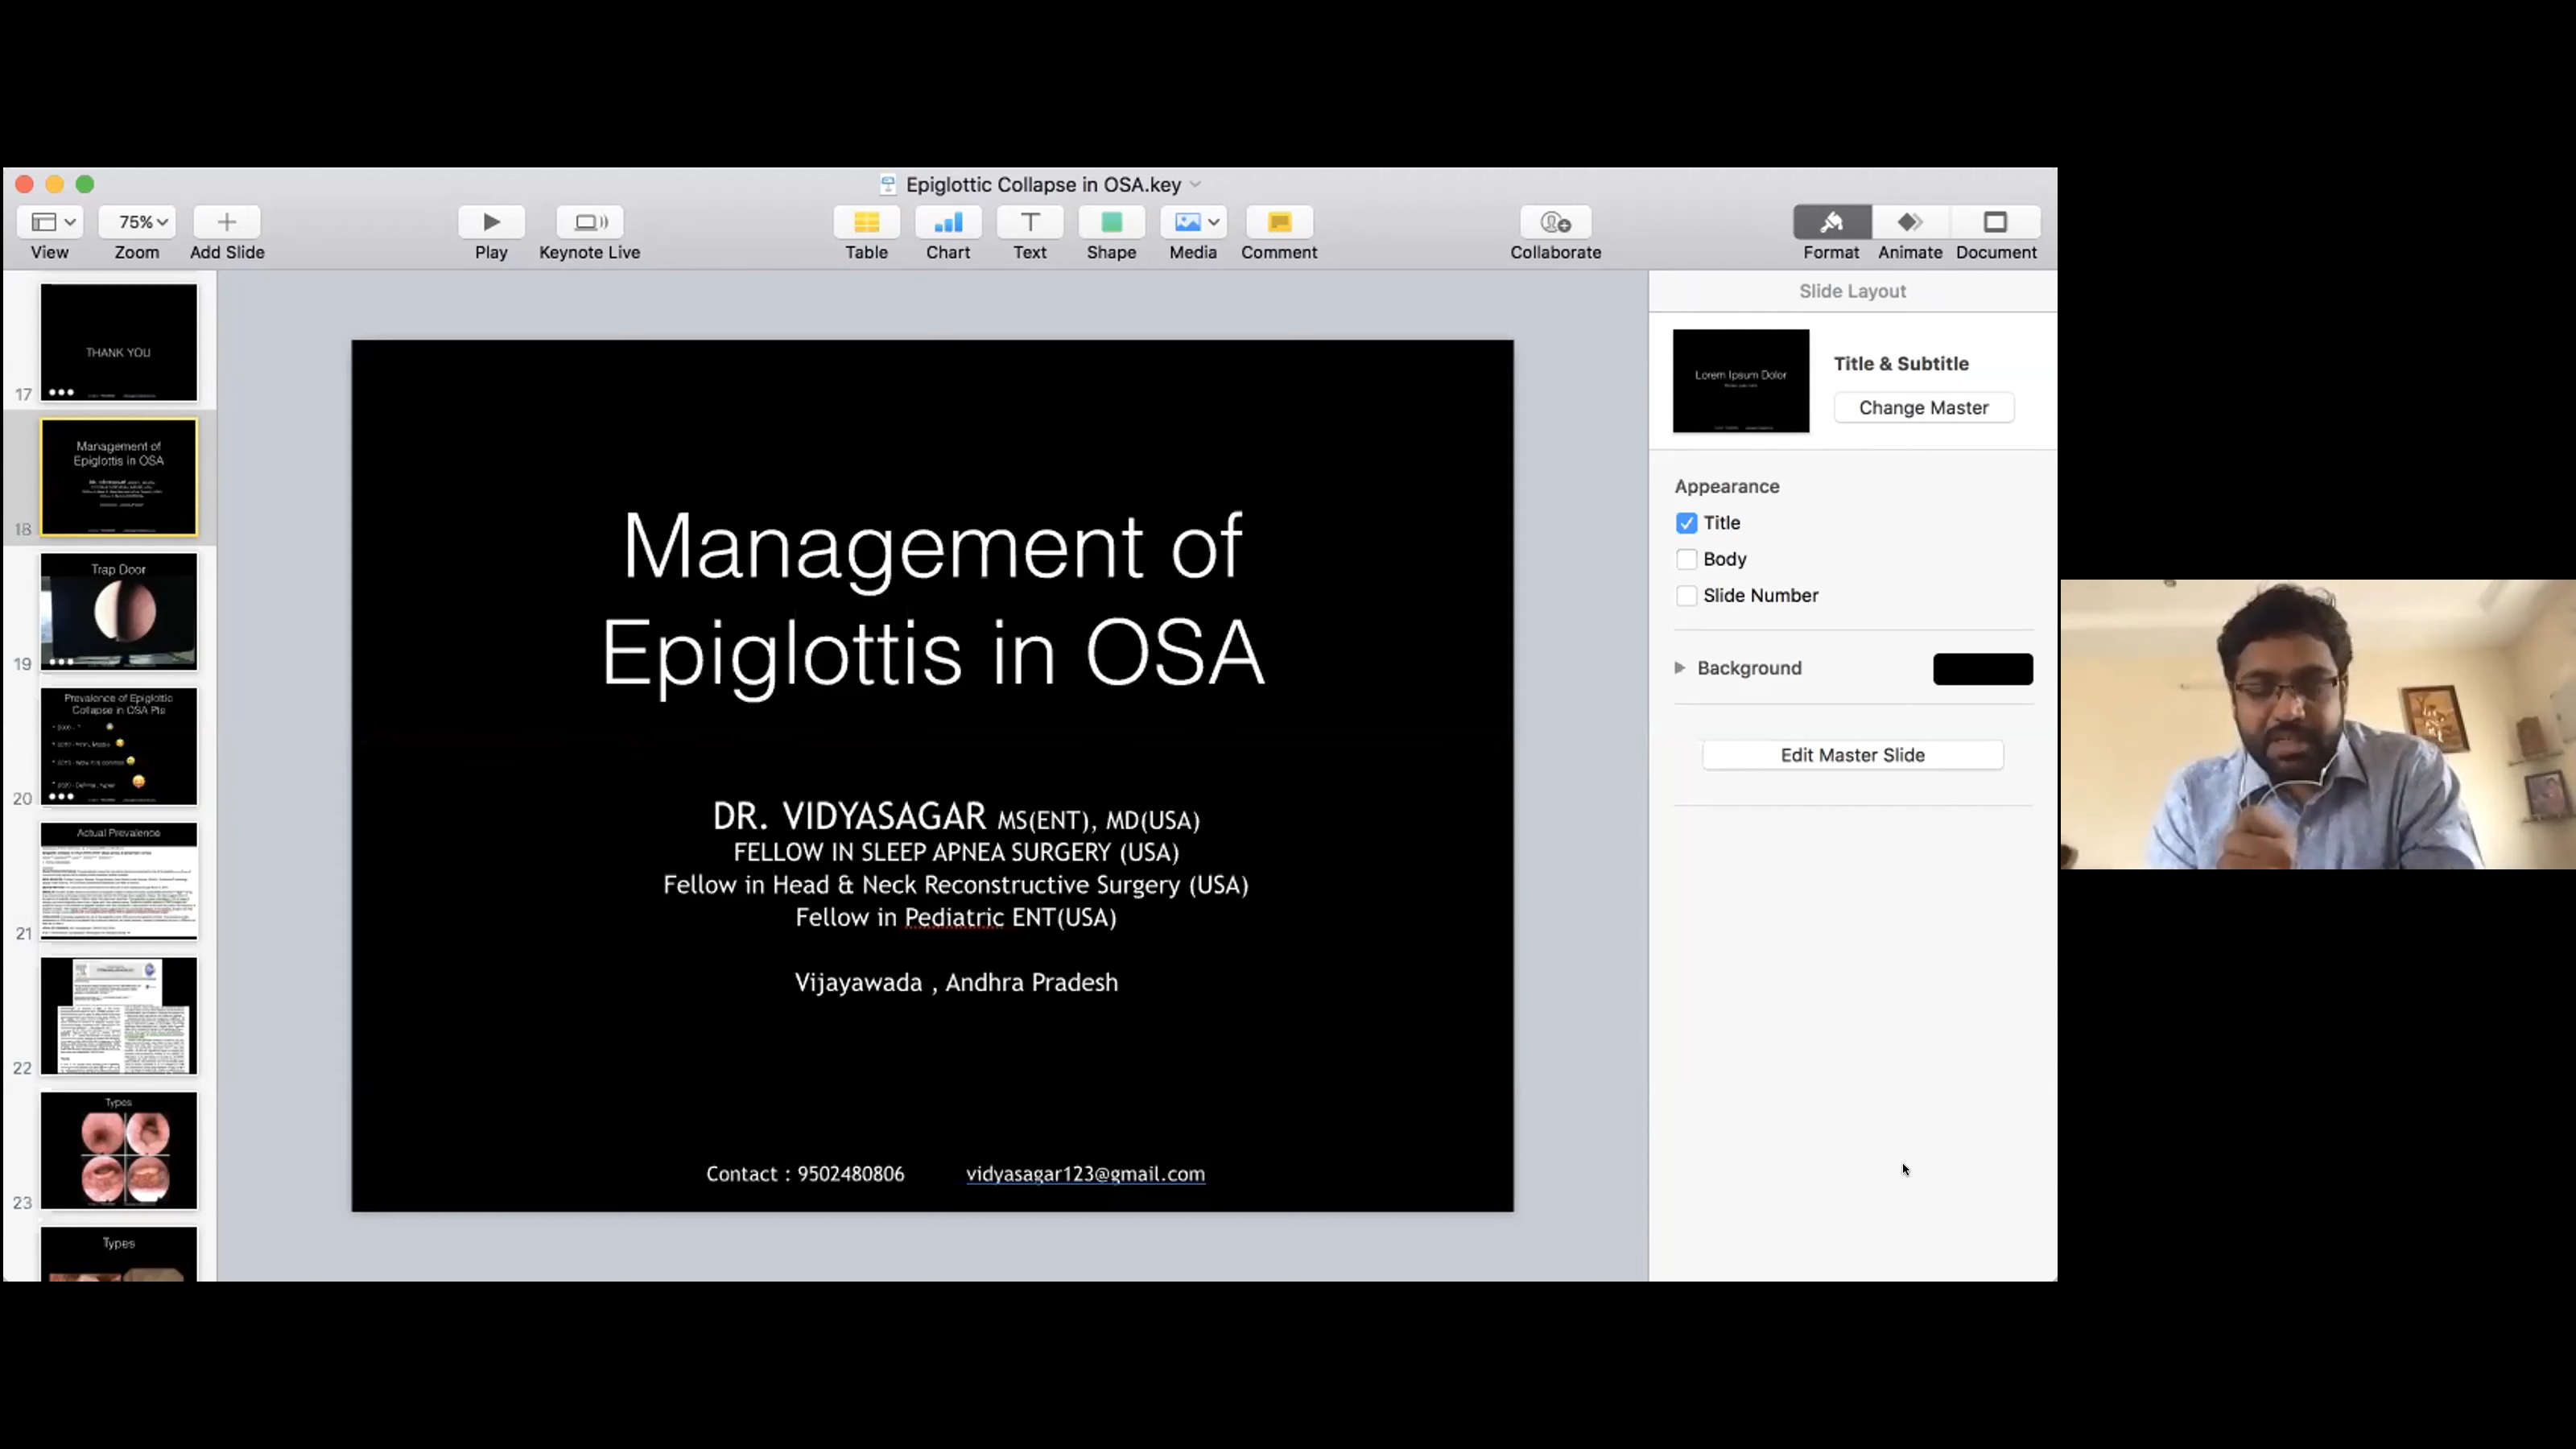 Epiglottic Collapse in OSA.key
75%
View
Zoom
Add Slide
Play
Keynote Live
Table
Chart
Text
Shape
Media
Comment
Collaborate
Format
Animate
Document
THANK YOU
17
Management of
Epiglottis in OSA
18
Trap Door
19
Prevalence of Epiglottic
Collapse in OSA Pts
20
Actual Prevalence
21
22
Types
23
Types
Management of
Epiglottis in OSA
DR. VIDYASAGAR MS(ENT), MD(USA)
FELLOW IN SLEEP APNEA SURGERY (USA)
Fellow in Head & Neck Reconstructive Surgery (USA)
Fellow in Pediatric ENT(USA)
Vijayawada , Andhra Pradesh
Contact : 9502480806 vidyasagar123@gmail.com
Slide Layout
Lorem Ipsum Dolor
Title & Subtitle
Change Master
Appearance
Title
Body
Slide Number
Background
Edit Master Slide